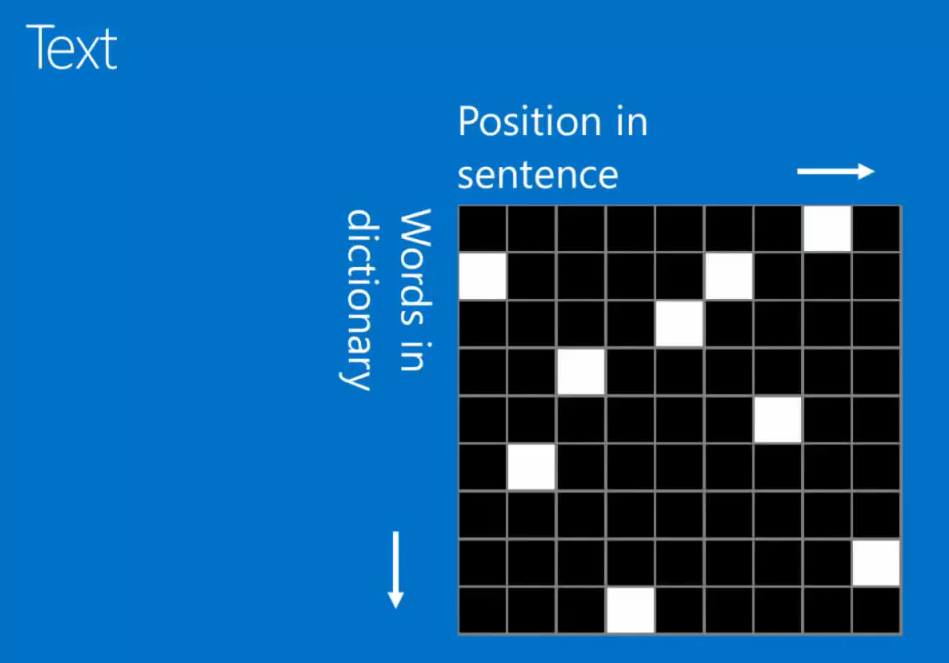 Text
Position in
sentence
Words in
dictionary